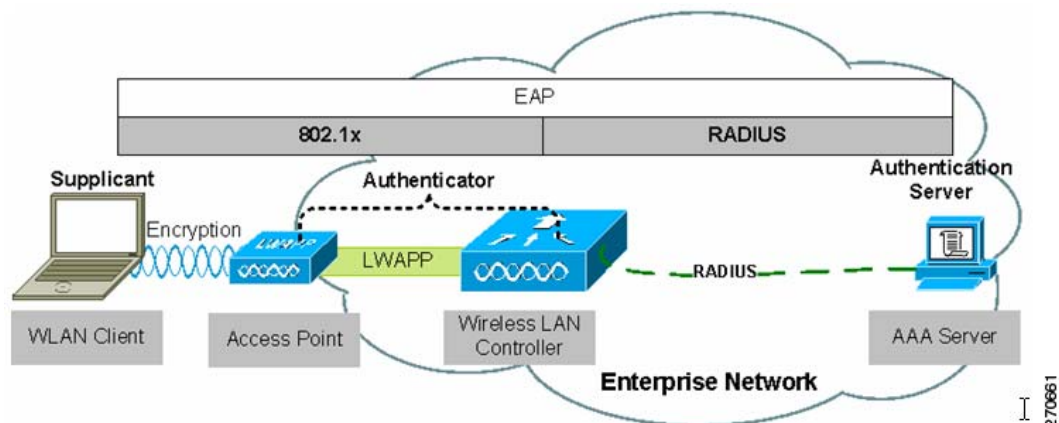 EAP
802.1x
RADIUS
Supplicant
Authenticator
Authentication
Server
Encryption
LWAPP
LWAPP
RADIUS
WLAN Client
Access Point
Wireless LAN
Controller
AAA Server
Enterprise Network
270661